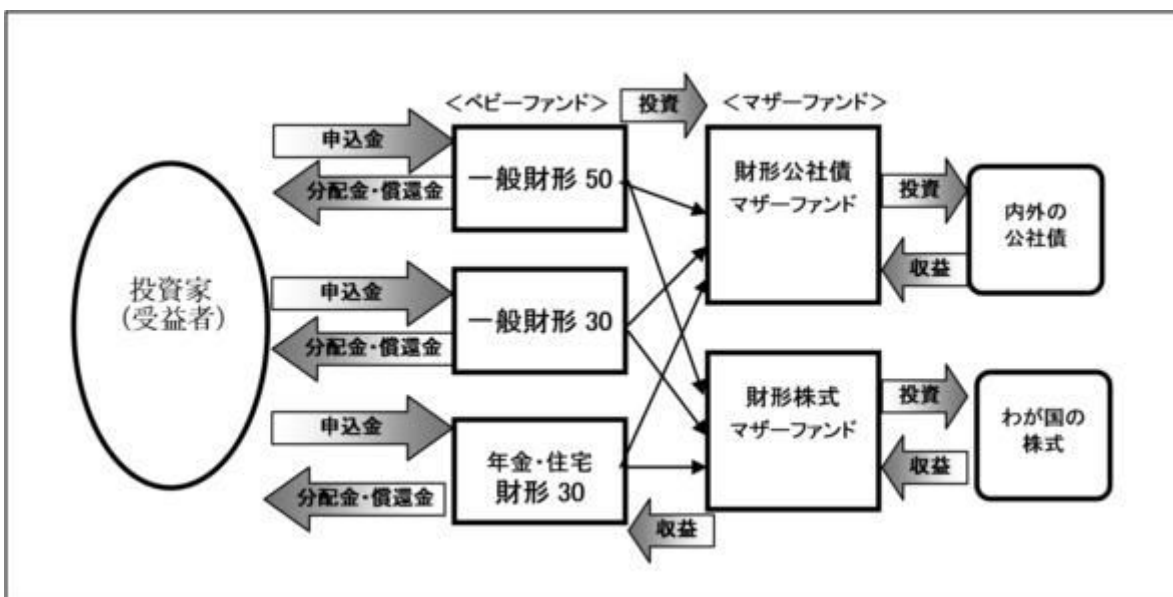 <ベビーファンド>
投資
<マザーファンド>
申込金
分配金・償還金
一般財形 50
財形公社債
マザーファンド
投資
収益
内外の
公社債
投資家
(受益者)
申込金
分配金・償還金
一般財形 30
申込金
分配金・償還金
年金・住宅
財形 30
財形株式
マザーファンド
投資
収益
わが国の
株式
収益